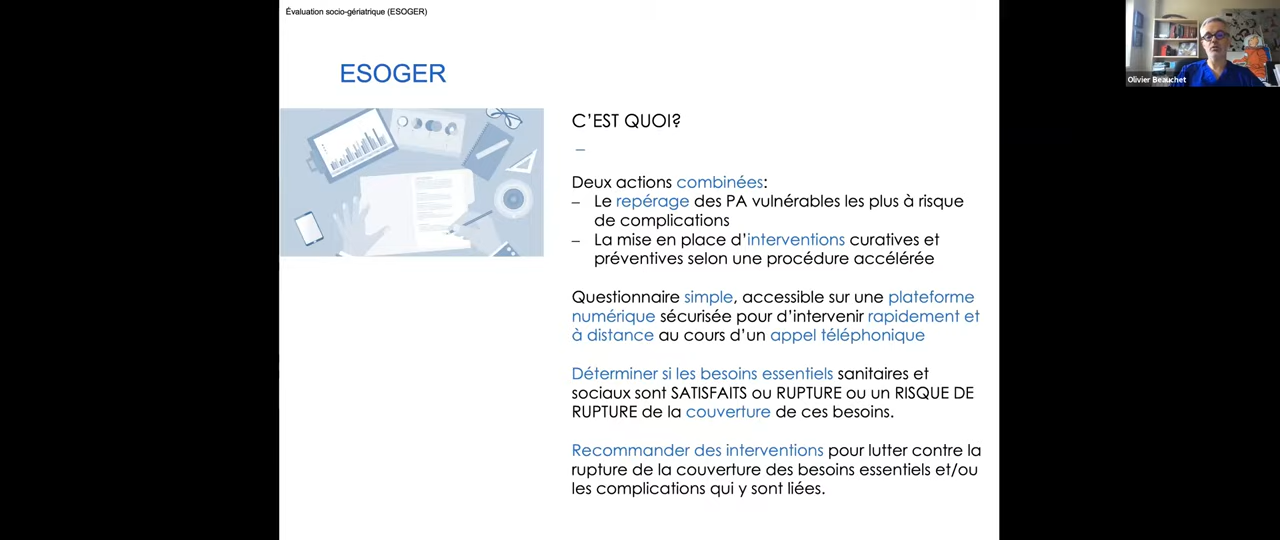 Évaluation socio-gériatrique (ESOGER)
ESOGER
C'EST QUOI?
–
Deux actions combinées:
– Le repérage des PA vulnérables les plus à risque
de complications
– La mise en place d'interventions curatives et
préventives selon une procédure accélérée
Questionnaire simple, accessible sur une plateforme
numérique sécurisée pour d'intervenir rapidement et
à distance au cours d'un appel téléphonique
Déterminer si les besoins essentiels sanitaires et
sociaux sont SATISFAITS ou RUPTURE ou un RISQUE DE
RUPTURE de la couverture de ces besoins.
Recommander des interventions pour lutter contre la
rupture de la couverture des besoins essentiels et/ou
les complications qui y sont liées.
Olivier Beauchet